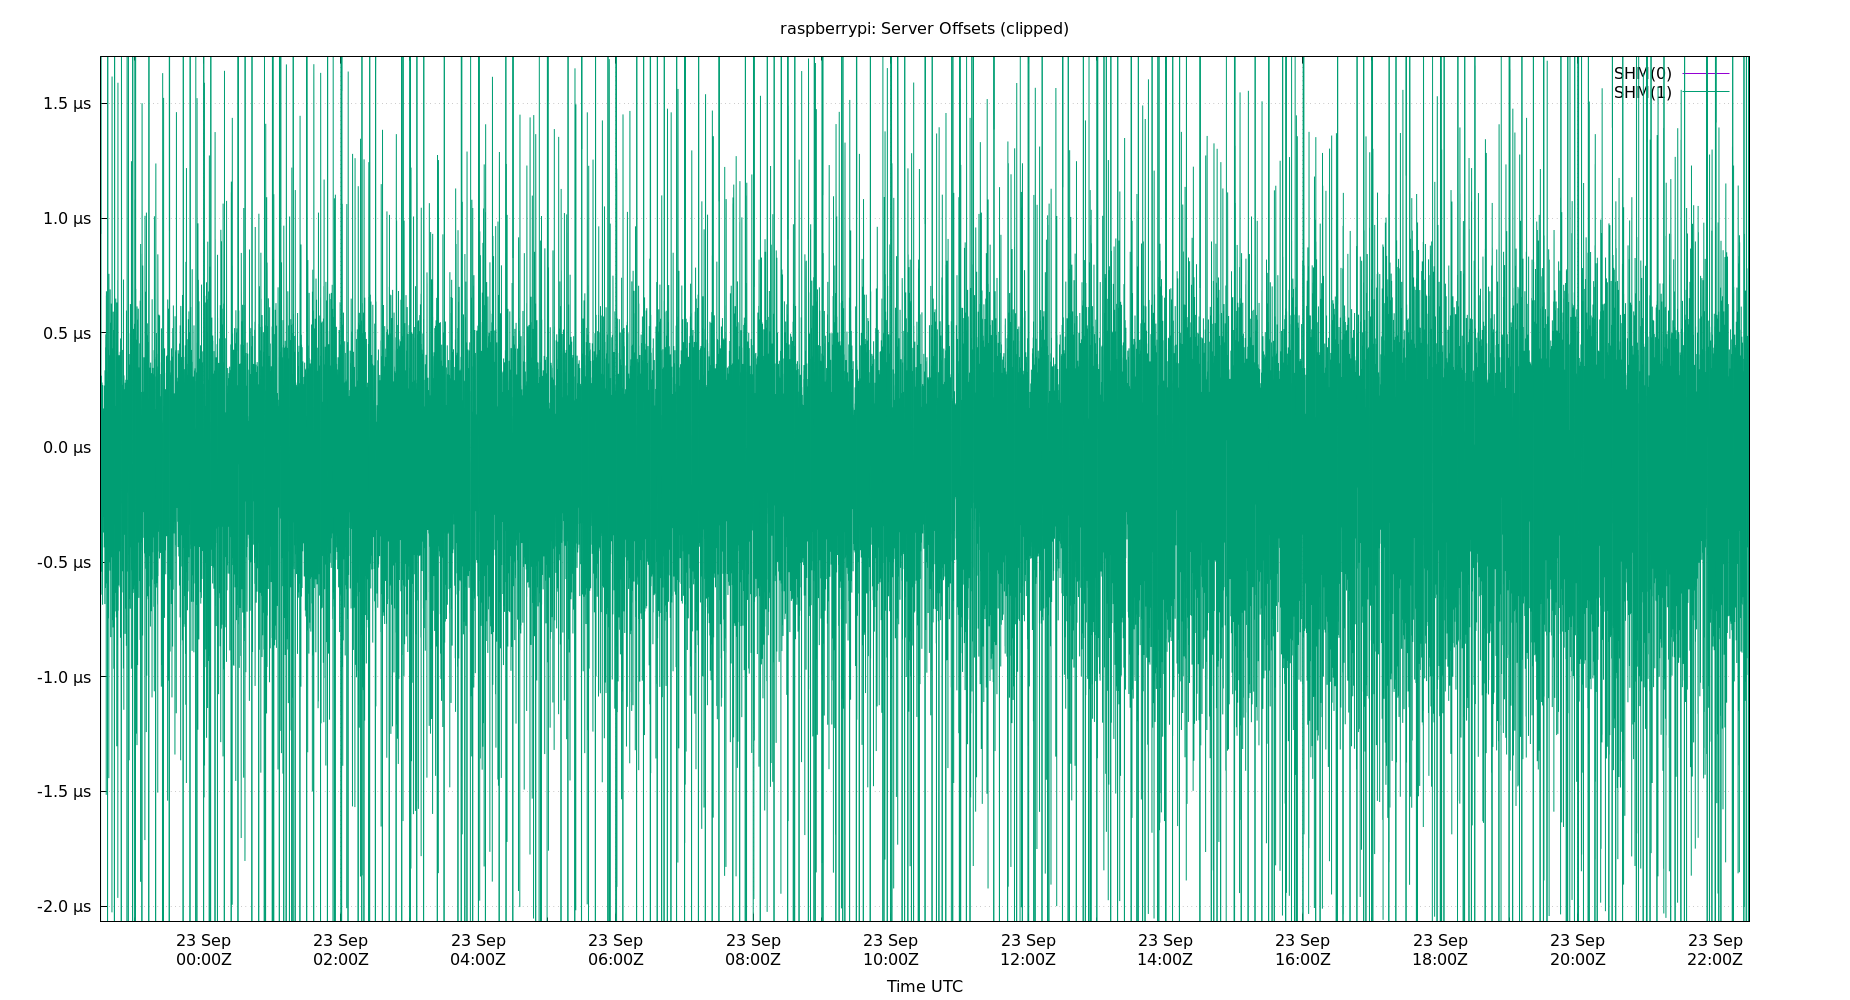 raspberrypi: Server Offsets (clipped)
SHM(0)
SHM(1)
1.5 µs
1.0 µs
0.5 µs
0.0 µs
-0.5 µs
-1.0 µs
-1.5 µs
-2.0 µs
23 Sep 23 Sep 23 Sep 23 Sep 23 Sep 23 Sep 23 Sep 23 Sep 23 Sep 23 Sep 23 Sep 23 Sep
00:00Z 02:00Z 04:00Z 06:00Z 08:00Z 10:00Z 12:00Z 14:00Z 16:00Z 18:00Z 20:00Z 22:00Z
Time UTC